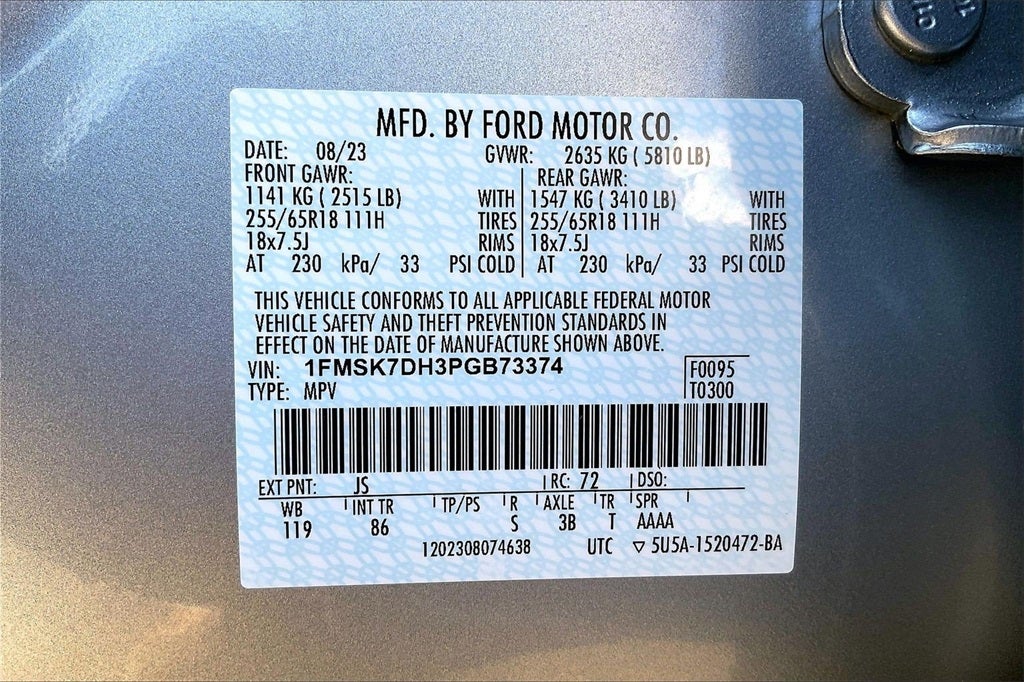 MFD. BY FORD MOTOR CO.
DATE: 08/23 GVWR: 2635 KG ( 5810 LB)
FRONT GAWR: REAR GAWR:
1141 KG ( 2515 LB) WITH 1547 KG ( 3410 LB) WITH
255/65R18 111H TIRES 255/65R18 111H TIRES
18x7.5J RIMS 18x7.5J RIMS
AT 230 kPa/ 33 PSI COLD AT 230 kPa/ 33 PSI COLD
THIS VEHICLE CONFORMS TO ALL APPLICABLE FEDERAL MOTOR
VEHICLE SAFETY AND THEFT PREVENTION STANDARDS IN
EFFECT ON THE DATE OF MANUFACTURE SHOWN ABOVE.
VIN: 1FMSK7DH3PGB73374 F0095
TYPE: MPV T0300
EXT PNT: JS RC: 72 DSO:
WB INT TR TP/PS R AXLE TR SPR
119 86 S 3B T AAAA
1202308074638 UTC ▽ 5U5A-1520472-BA